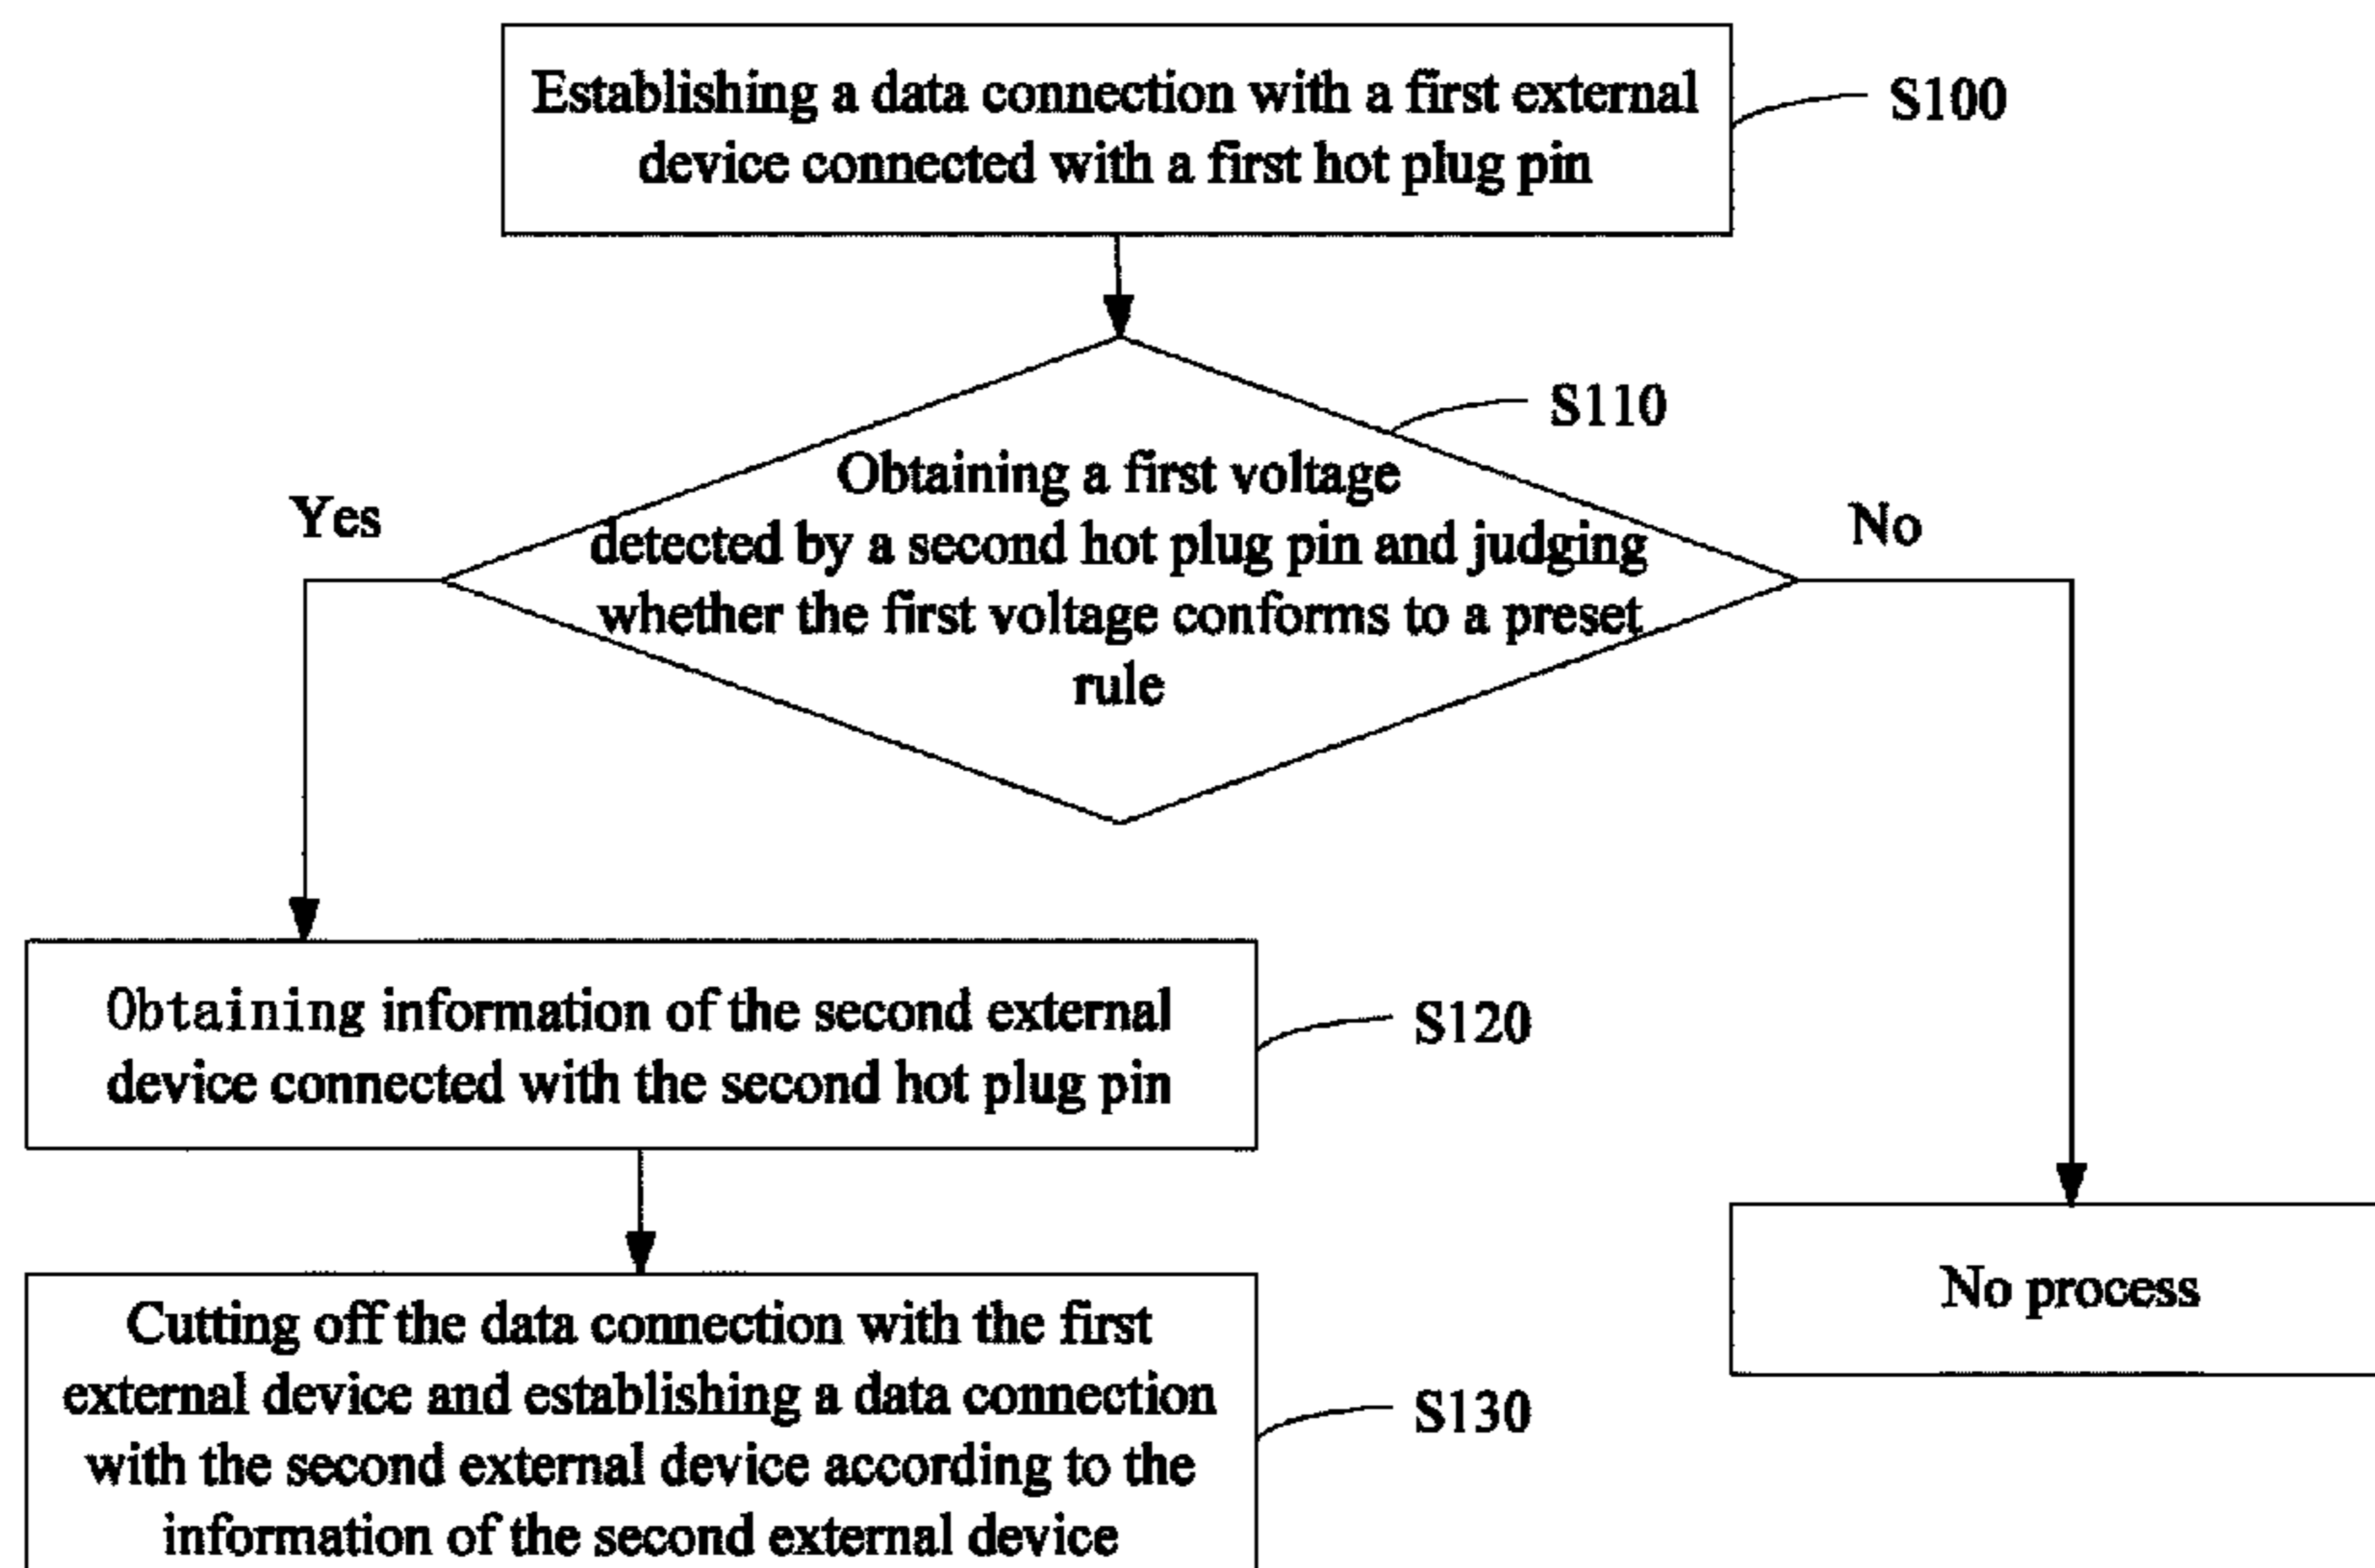 Establishing a data connection with a first external
device connected with a first hot plug pin
S100
S110
Obtaining a first voltage
detected by a second hot plug pin and judging
whether the first voltage conforms to a preset
rule
Yes
No
Obtaining information of the second external
device connected with the second hot plug pin
S120
No process
Cutting off the data connection with the first
external device and establishing a data connection
with the second external device according to the
information of the second external device
S130